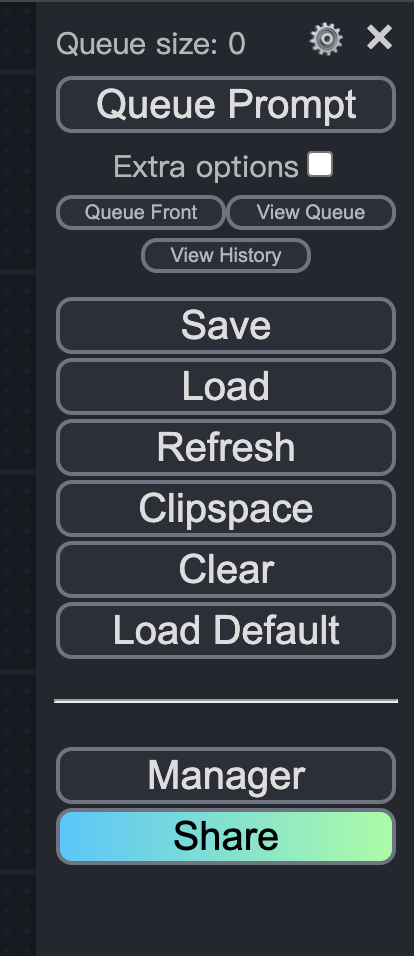 Queue size: 0
Queue Prompt
Extra options
Queue Front View Queue
View History
Save
Load
Refresh
Clipspace
Clear
Load Default
Manager
Share